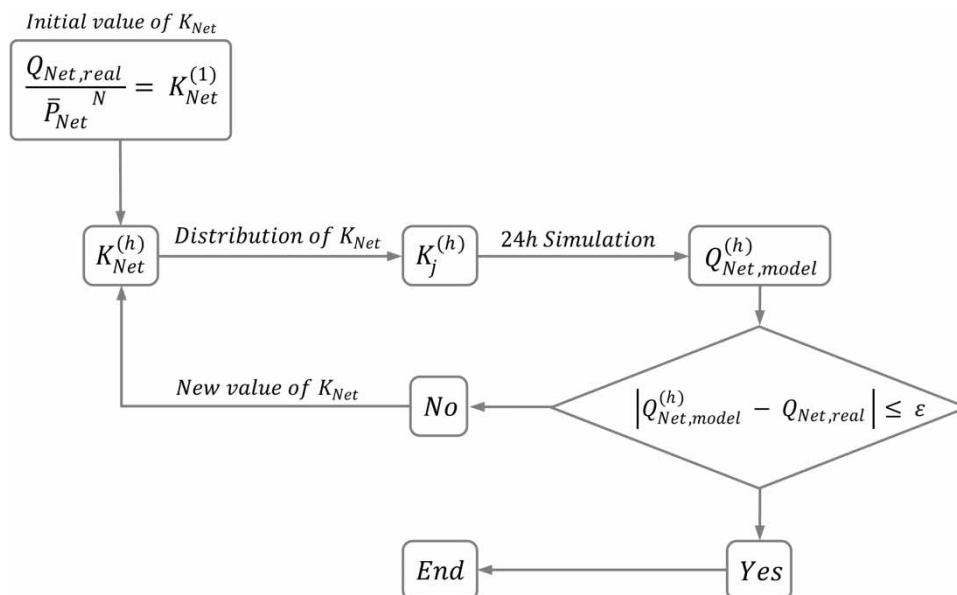 Initial value of K_Net
Q_Net,real / P̄_Net^N = K_Net^(1)
K_Net^(h)
Distribution of K_Net
K_j^(h)
24h Simulation
Q_Net,model^(h)
New value of K_Net
No
|Q_Net,model^(h) − Q_Net,real| ≤ ε
End
Yes